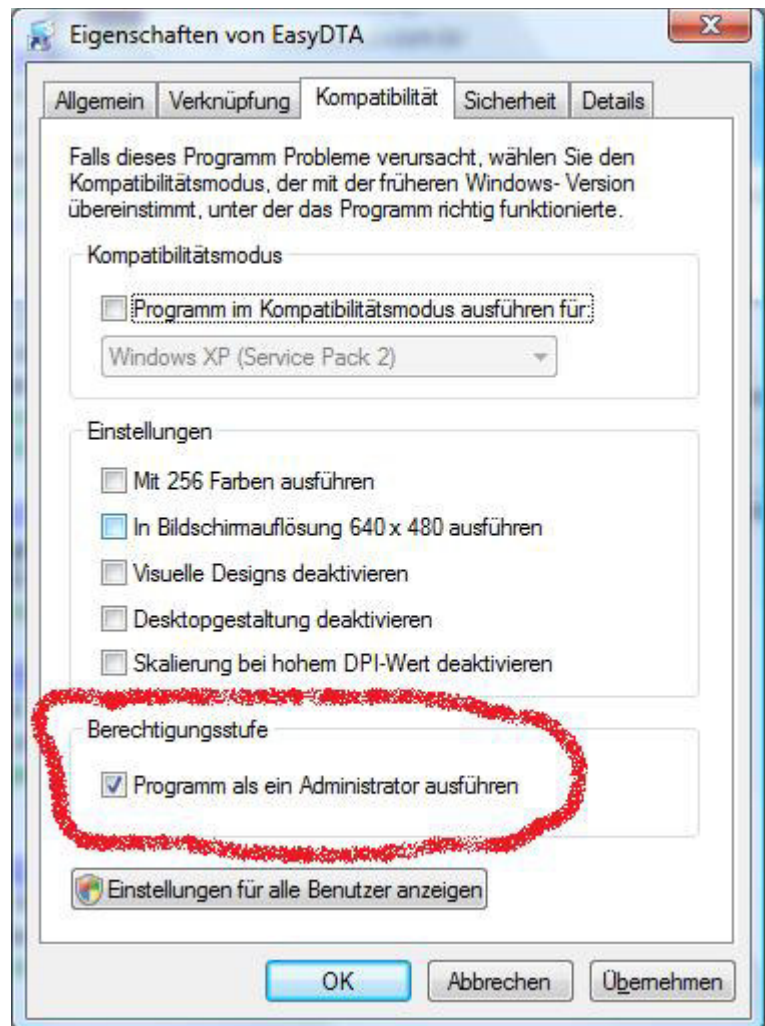 Eigenschaften von EasyDTA
Allgemein Verknüpfung Kompatibilität Sicherheit Details
Falls dieses Programm Probleme verursacht, wählen Sie den
Kompatibilitätsmodus, der mit der früheren Windows- Version
übereinstimmt, unter der das Programm richtig funktionierte.
Kompatibilitätsmodus
Programm im Kompatibilitätsmodus ausführen für:
Windows XP (Service Pack 2)
Einstellungen
Mit 256 Farben ausführen
In Bildschirmauflösung 640 x 480 ausführen
Visuelle Designs deaktivieren
Desktopgestaltung deaktivieren
Skalierung bei hohem DPI-Wert deaktivieren
Berechtigungsstufe
Programm als ein Administrator ausführen
Einstellungen für alle Benutzer anzeigen
OK Abbrechen Übernehmen